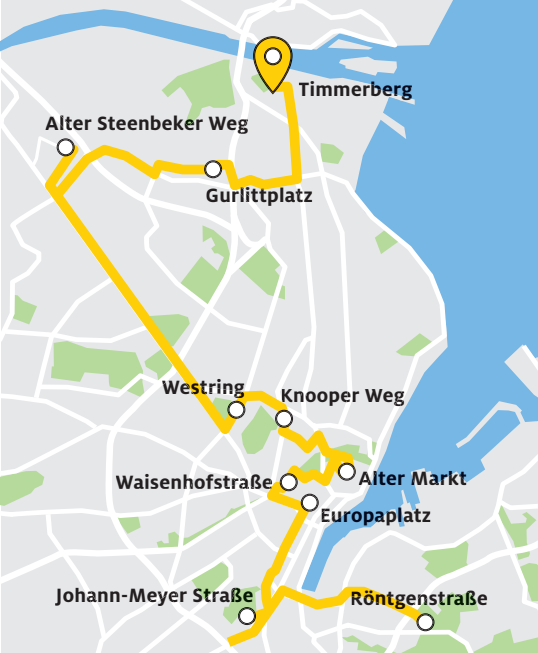 Timmerberg
Alter Steenbeker Weg
Gurlittplatz
Westring
Knooper Weg
Waisenhofstraße
Alter Markt
Europaplatz
Johann-Meyer Straße
Röntgenstraße